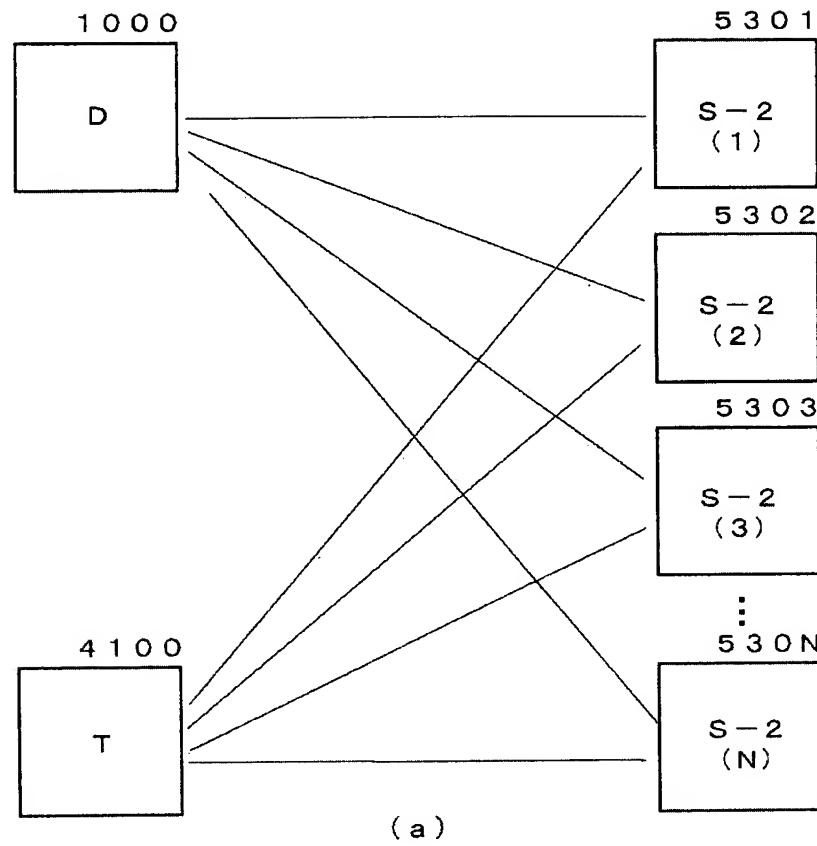 1000
D
5301
S-2
(1)
5302
S-2
(2)
5303
S-2
(3)
⋮
4100
T
530N
S-2
(N)
(a)